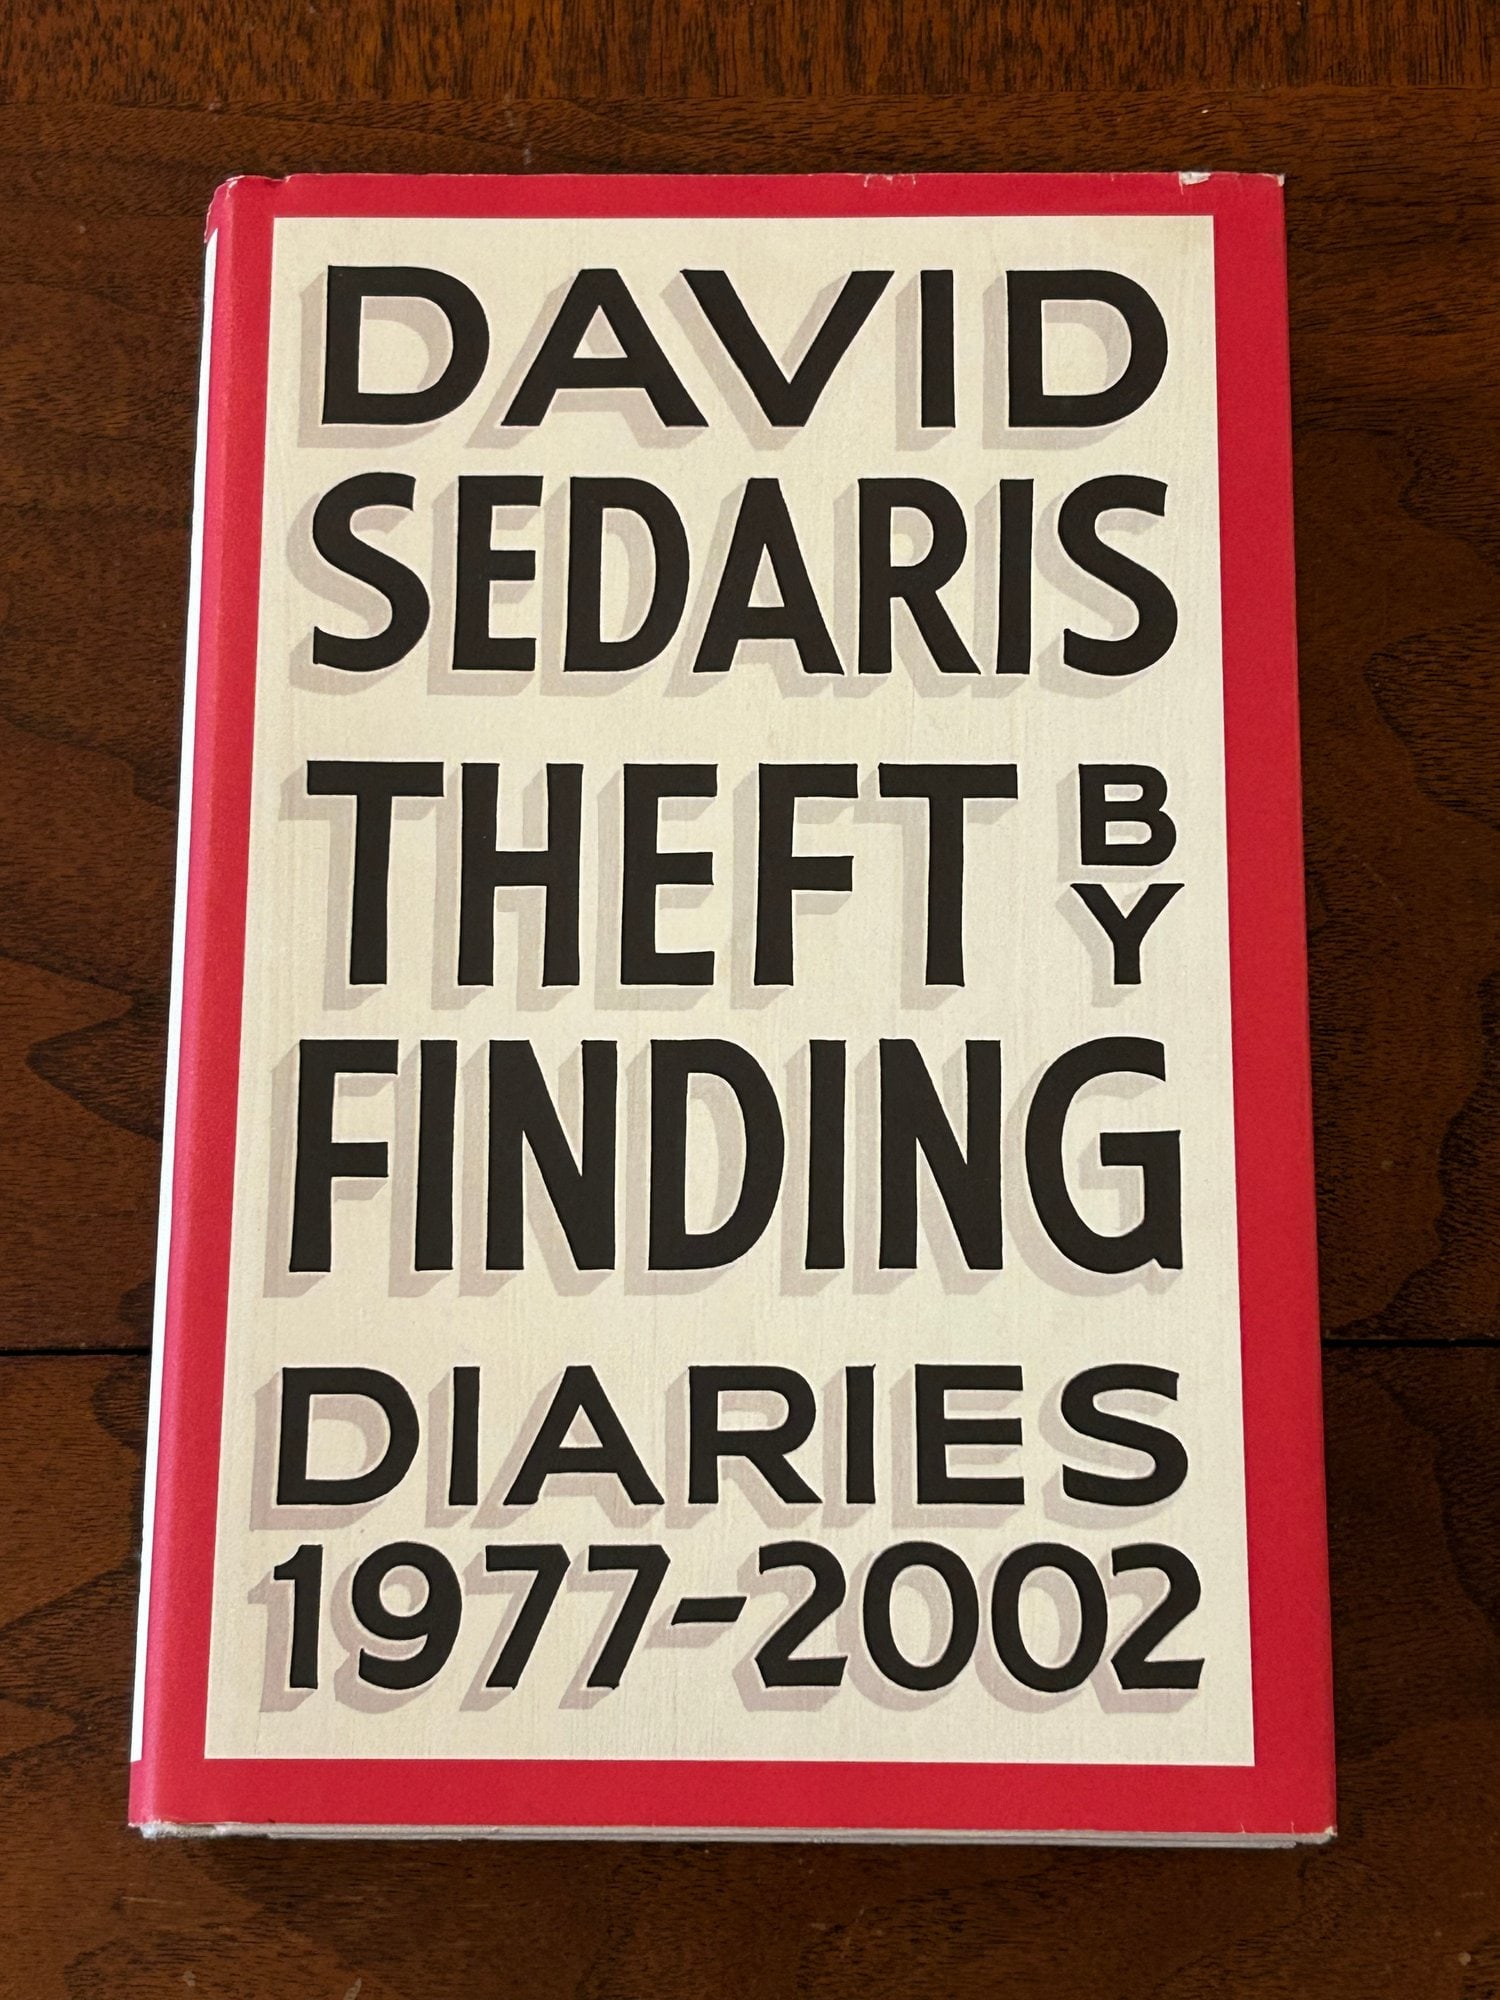 DAVID
SEDARIS
THEFT BY
FINDING
DIARIES
1977–2002